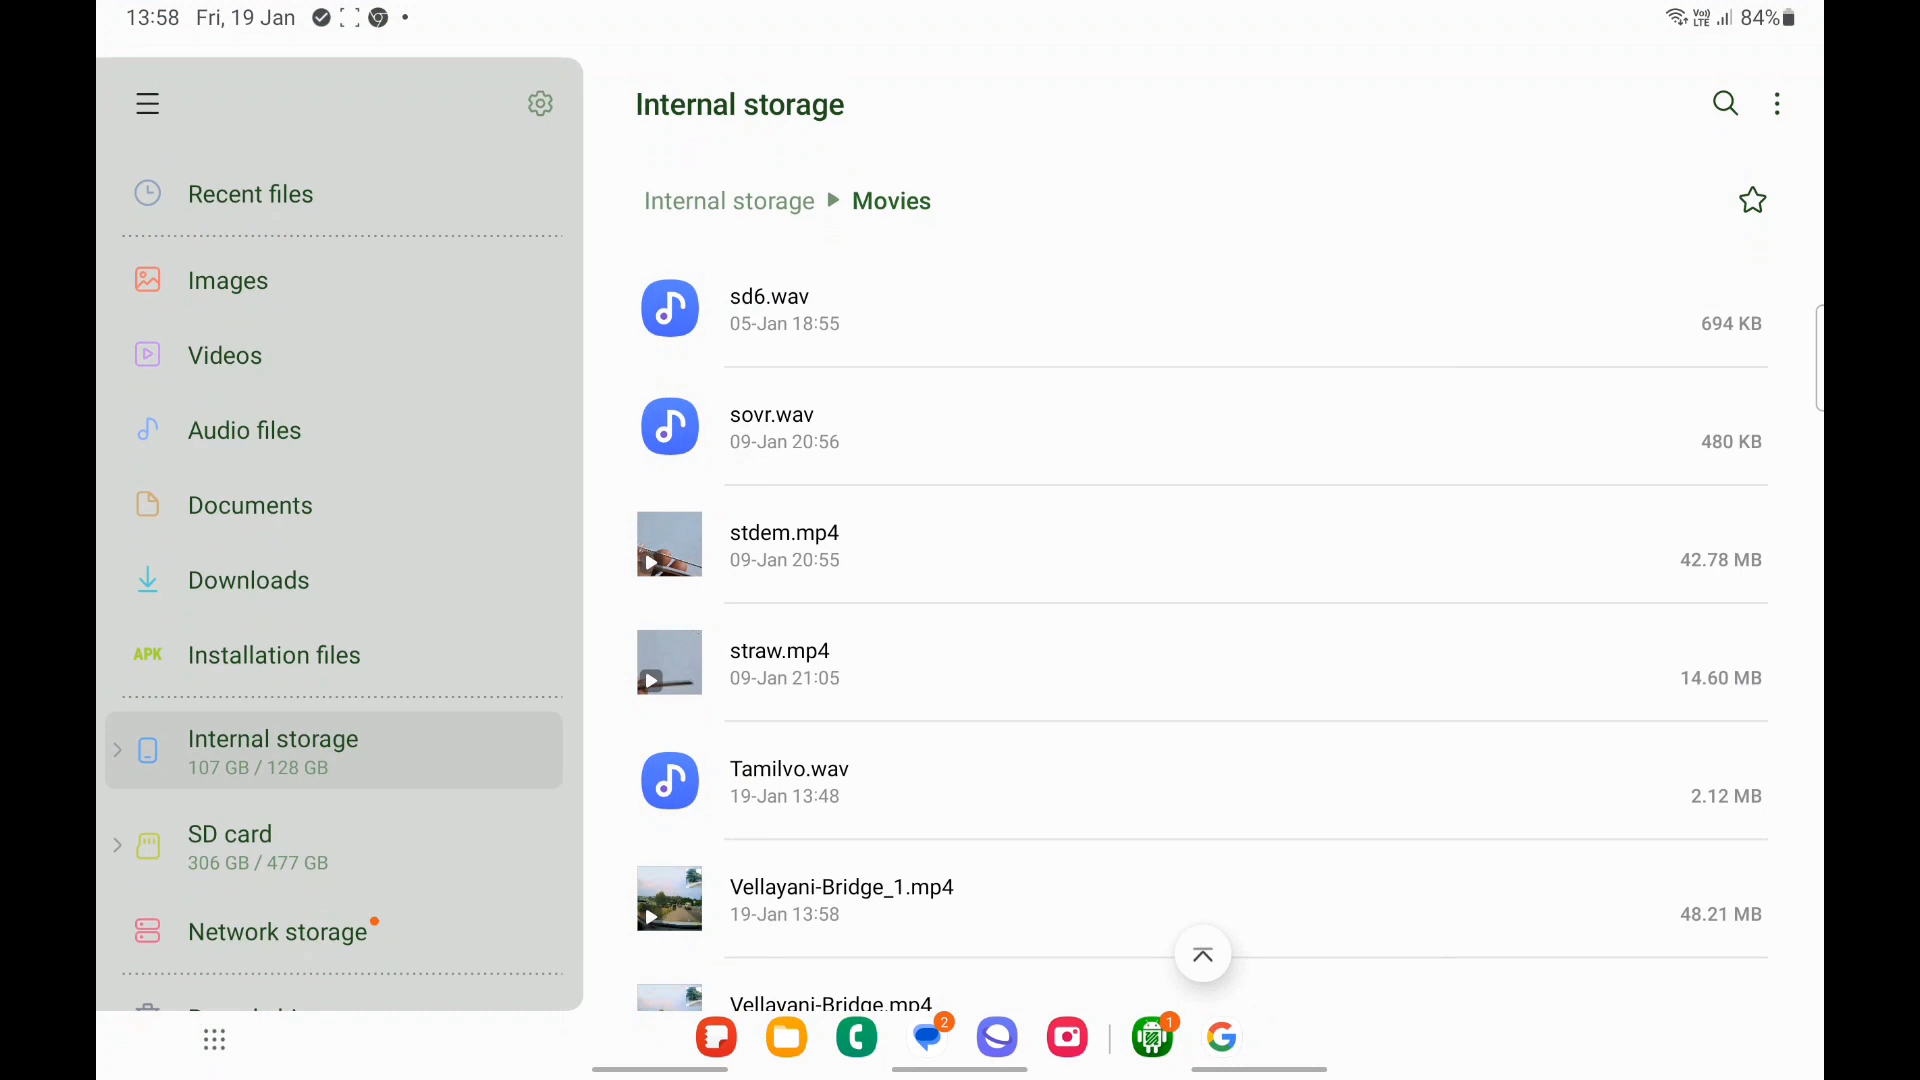 13:58 Fri, 19 Jan
Vo) LTE 84%
Internal storage
Recent files
Images
Videos
Audio files
Documents
Downloads
APK Installation files
Internal storage
107 GB / 128 GB
SD card
306 GB / 477 GB
Network storage
Internal storage Movies
sd6.wav
05-Jan 18:55
694 KB
sovr.wav
09-Jan 20:56
480 KB
stdem.mp4
09-Jan 20:55
42.78 MB
straw.mp4
09-Jan 21:05
14.60 MB
Tamilvo.wav
19-Jan 13:48
2.12 MB
Vellayani-Bridge_1.mp4
19-Jan 13:58
48.21 MB
Vellayani-Bridge.mp4
2
1